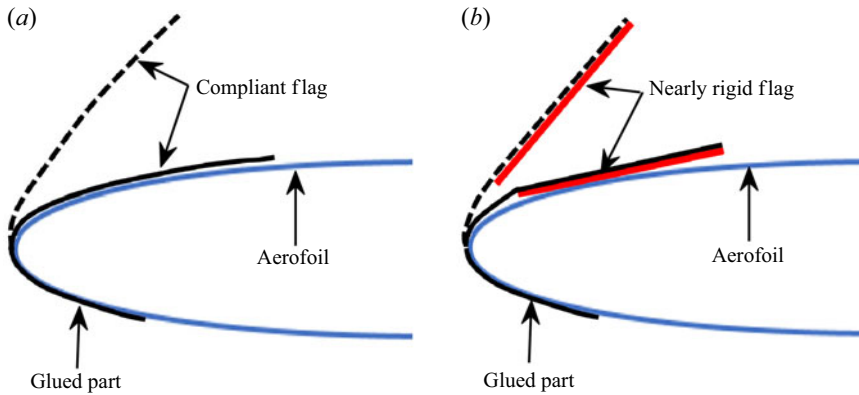 (a)
Compliant flag
Aerofoil
Glued part
(b)
Nearly rigid flag
Aerofoil
Glued part